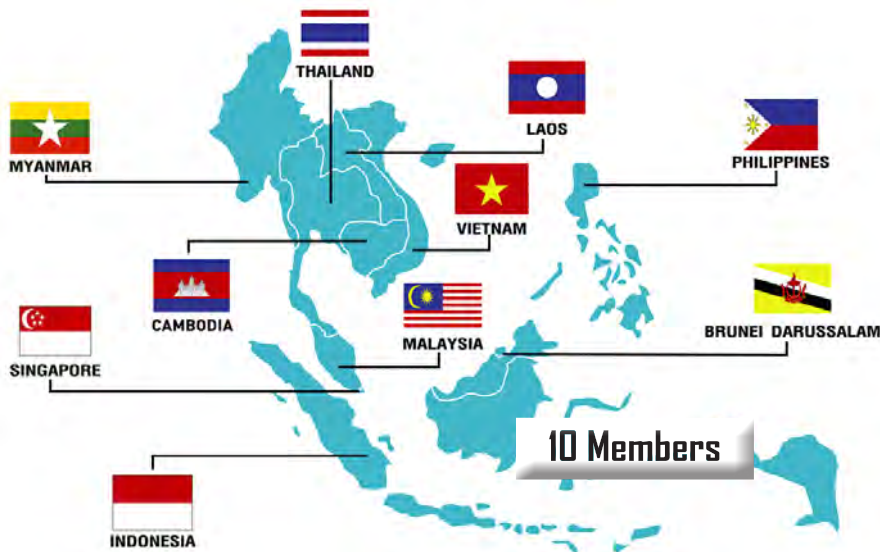 THAILAND
LAOS
MYANMAR
PHILIPPINES
VIETNAM
CAMBODIA
MALAYSIA
BRUNEI DARUSSALAM
SINGAPORE
10 Members
INDONESIA